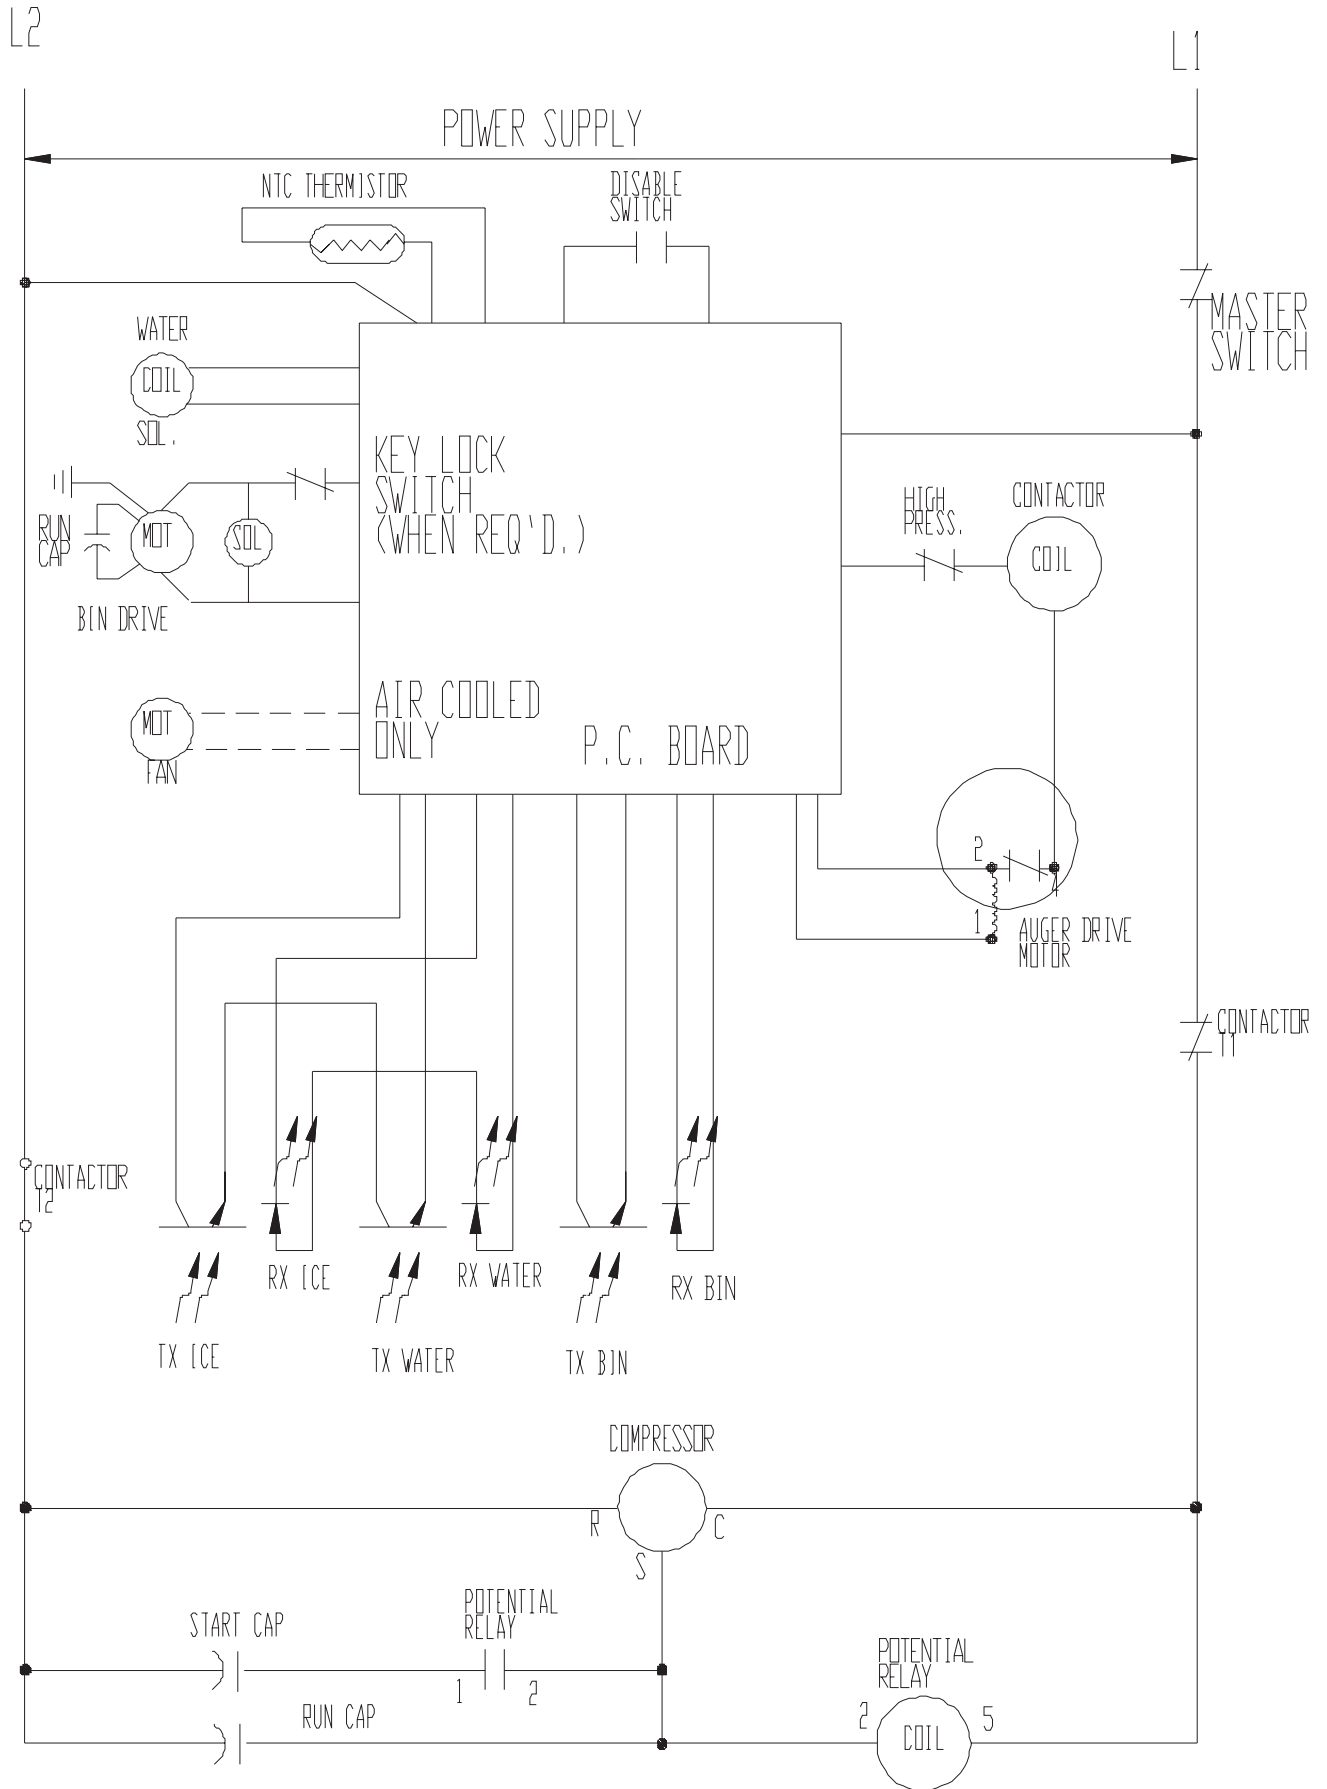 L2
L1
POWER SUPPLY
NTC THERMISTOR
DISABLE
SWITCH
MASTER
SWITCH
WATER
COIL
SOL.
KEY LOCK
SWITCH
(WHEN REQ'D.)
HIGH
PRESS.
CONTACTOR
COIL
RUN
CAP
MOT
SOL
BIN DRIVE
AIR COOLED
ONLY
P.C. BOARD
MOT
FAN
2
4
1
AUGER DRIVE
MOTOR
CONTACTOR
T1
CONTACTOR
T2
RX ICE
RX WATER
RX BIN
TX ICE
TX WATER
TX BIN
COMPRESSOR
R
C
S
START CAP
POTENTIAL
RELAY
1
2
POTENTIAL
RELAY
RUN CAP
2
COIL
5